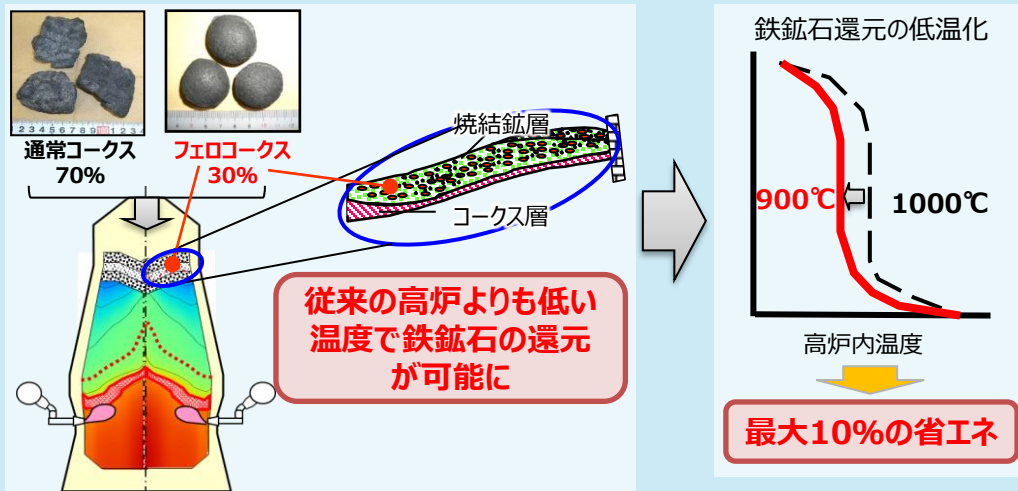 通常コークス
70%
フェロコークス
30%
焼結鉱層
コークス層
従来の高炉よりも低い
温度で鉄鉱石の還元
が可能に
鉄鉱石還元の低温化
900℃
1000℃
高炉内温度
最大10%の省エネ